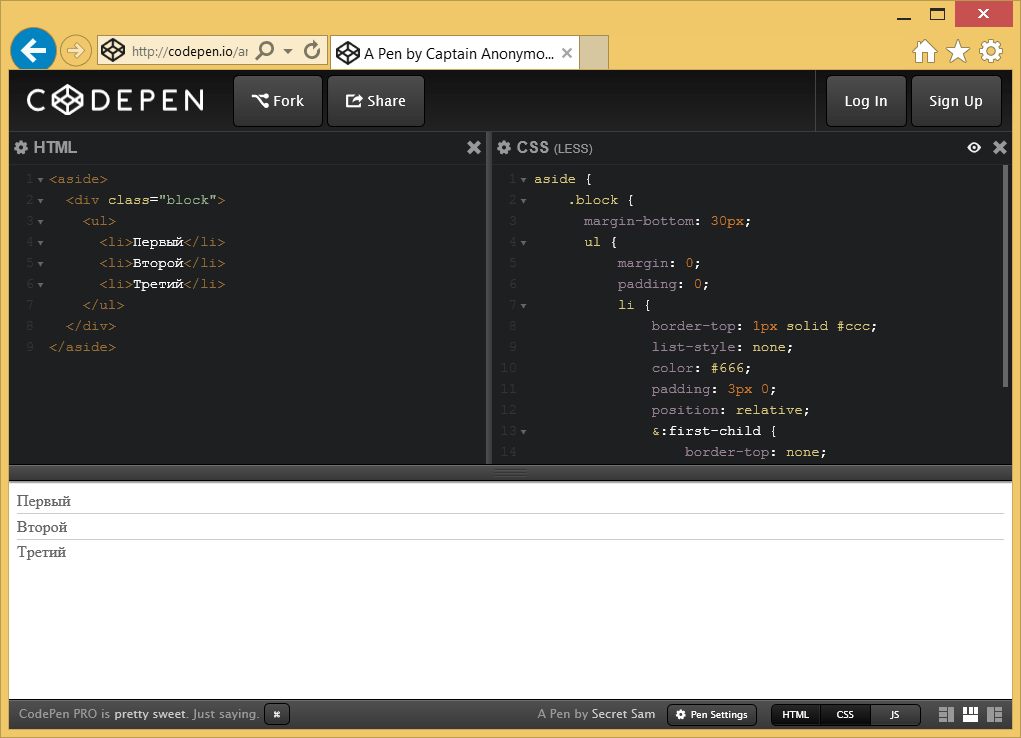 http://codepen.io/ar
A Pen by Captain Anonymo...
CODEPEN
Fork
Share
Log In
Sign Up
HTML
CSS (LESS)
1 <aside>
2 <div class="block">
3 <ul>
4 <li>Первый</li>
5 <li>Второй</li>
6 <li>Третий</li>
7 </ul>
8 </div>
9 </aside>
1 aside {
2 .block {
3 margin-bottom: 30px;
4 ul {
5 margin: 0;
6 padding: 0;
7 li {
8 border-top: 1px solid #ccc;
9 list-style: none;
10 color: #666;
11 padding: 3px 0;
12 position: relative;
13 &:first-child {
14 border-top: none;
Первый
Второй
Третий
CodePen PRO is pretty sweet. Just saying. ⌘
A Pen by Secret Sam
Pen Settings
HTML
CSS
JS